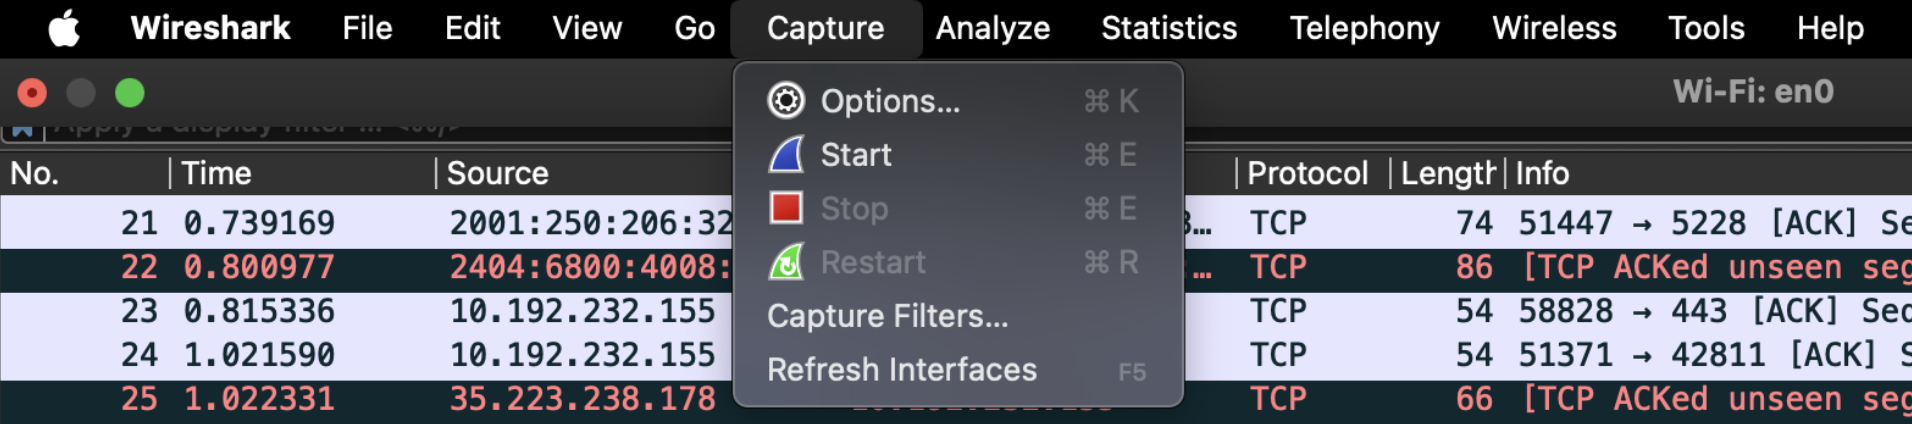 Wireshark File Edit View Go Capture Analyze Statistics Telephony Wireless Tools Help
Wi-Fi: en0
Options... ⌘ K
Start ⌘ E
Stop ⌘ E
Restart ⌘ R
Capture Filters...
Refresh Interfaces F5
Apply a display filter ... <⌘/>
No. Time Source Protocol Length Info
21 0.739169 2001:250:206:32 TCP 74 51447 → 5228 [ACK] Se
22 0.800977 2404:6800:4008: TCP 86 [TCP ACKed unseen seg
23 0.815336 10.192.232.155 TCP 54 58828 → 443 [ACK] Sec
24 1.021590 10.192.232.155 TCP 54 51371 → 42811 [ACK] S
25 1.022331 35.223.238.178 TCP 66 [TCP ACKed unseen seg